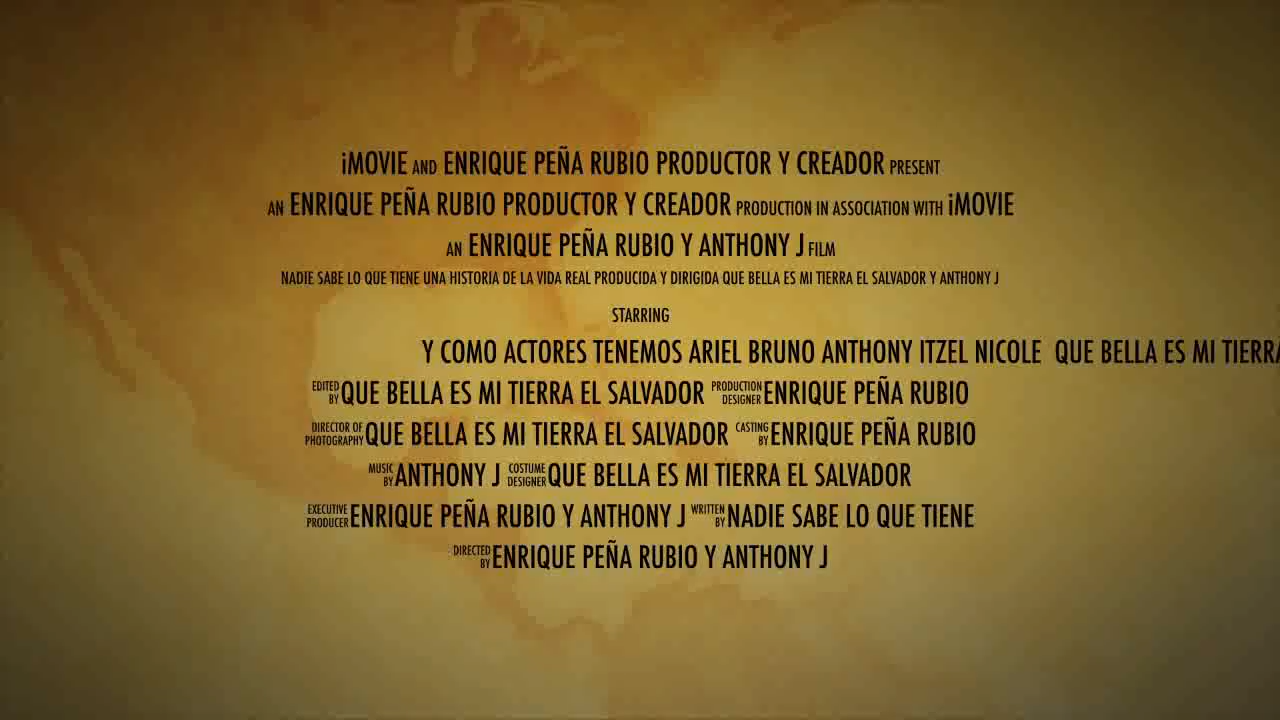 iMOVIE AND ENRIQUE PEÑA RUBIO PRODUCTOR Y CREADOR PRESENT
AN ENRIQUE PEÑA RUBIO PRODUCTOR Y CREADOR PRODUCTION IN ASSOCIATION WITH iMOVIE
AN ENRIQUE PEÑA RUBIO Y ANTHONY J FILM
NADIE SABE LO QUE TIENE UNA HISTORIA DE LA VIDA REAL PRODUCIDA Y DIRIGIDA QUE BELLA ES MI TIERRA EL SALVADOR Y ANTHONY J
STARRING
Y COMO ACTORES TENEMOS ARIEL BRUNO ANTHONY ITZEL NICOLE QUE BELLA ES MI TIERRA
EDITED BY QUE BELLA ES MI TIERRA EL SALVADOR PRODUCTION DESIGNER ENRIQUE PEÑA RUBIO
DIRECTOR OF PHOTOGRAPHY QUE BELLA ES MI TIERRA EL SALVADOR CASTING BY ENRIQUE PEÑA RUBIO
MUSIC BY ANTHONY J COSTUME DESIGNER QUE BELLA ES MI TIERRA EL SALVADOR
EXECUTIVE PRODUCER ENRIQUE PEÑA RUBIO Y ANTHONY J WRITTEN BY NADIE SABE LO QUE TIENE
DIRECTED BY ENRIQUE PEÑA RUBIO Y ANTHONY J